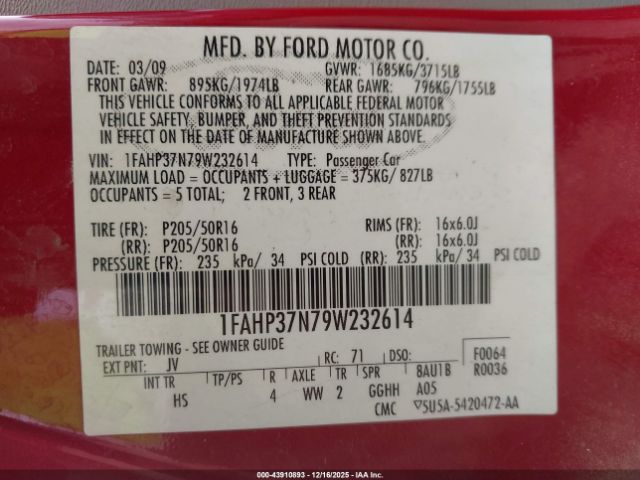 MFD. BY FORD MOTOR CO.
DATE: 03/09 GVWR: 1685KG/3715LB
FRONT GAWR: 895KG/1974LB REAR GAWR: 796KG/1755LB
THIS VEHICLE CONFORMS TO ALL APPLICABLE FEDERAL MOTOR
VEHICLE SAFETY, BUMPER, AND THEFT PREVENTION STANDARDS
IN EFFECT ON THE DATE OF MANUFACTURE SHOWN ABOVE.
VIN: 1FAHP37N79W232614 TYPE: Passenger Car
MAXIMUM LOAD = OCCUPANTS + LUGGAGE = 375KG/ 827LB
OCCUPANTS = 5 TOTAL; 2 FRONT, 3 REAR
TIRE (FR): P205/50R16 RIMS (FR): 16x6.0J
(RR): P205/50R16 (RR): 16x6.0J
PRESSURE (FR): 235 kPa/ 34 PSI COLD (RR): 235 kPa/ 34 PSI COLD
1FAHP37N79W232614
TRAILER TOWING - SEE OWNER GUIDE
EXT PNT: JV RC: 71 DSO: F0064
R0036
INT TR TP/PS R AXLE TR SPR 8AU1B
HS 4 WW 2 GGHH A05
CMC ▽5U5A-5420472-AA
000-43910893 - 12/16/2025 - IAA Inc.